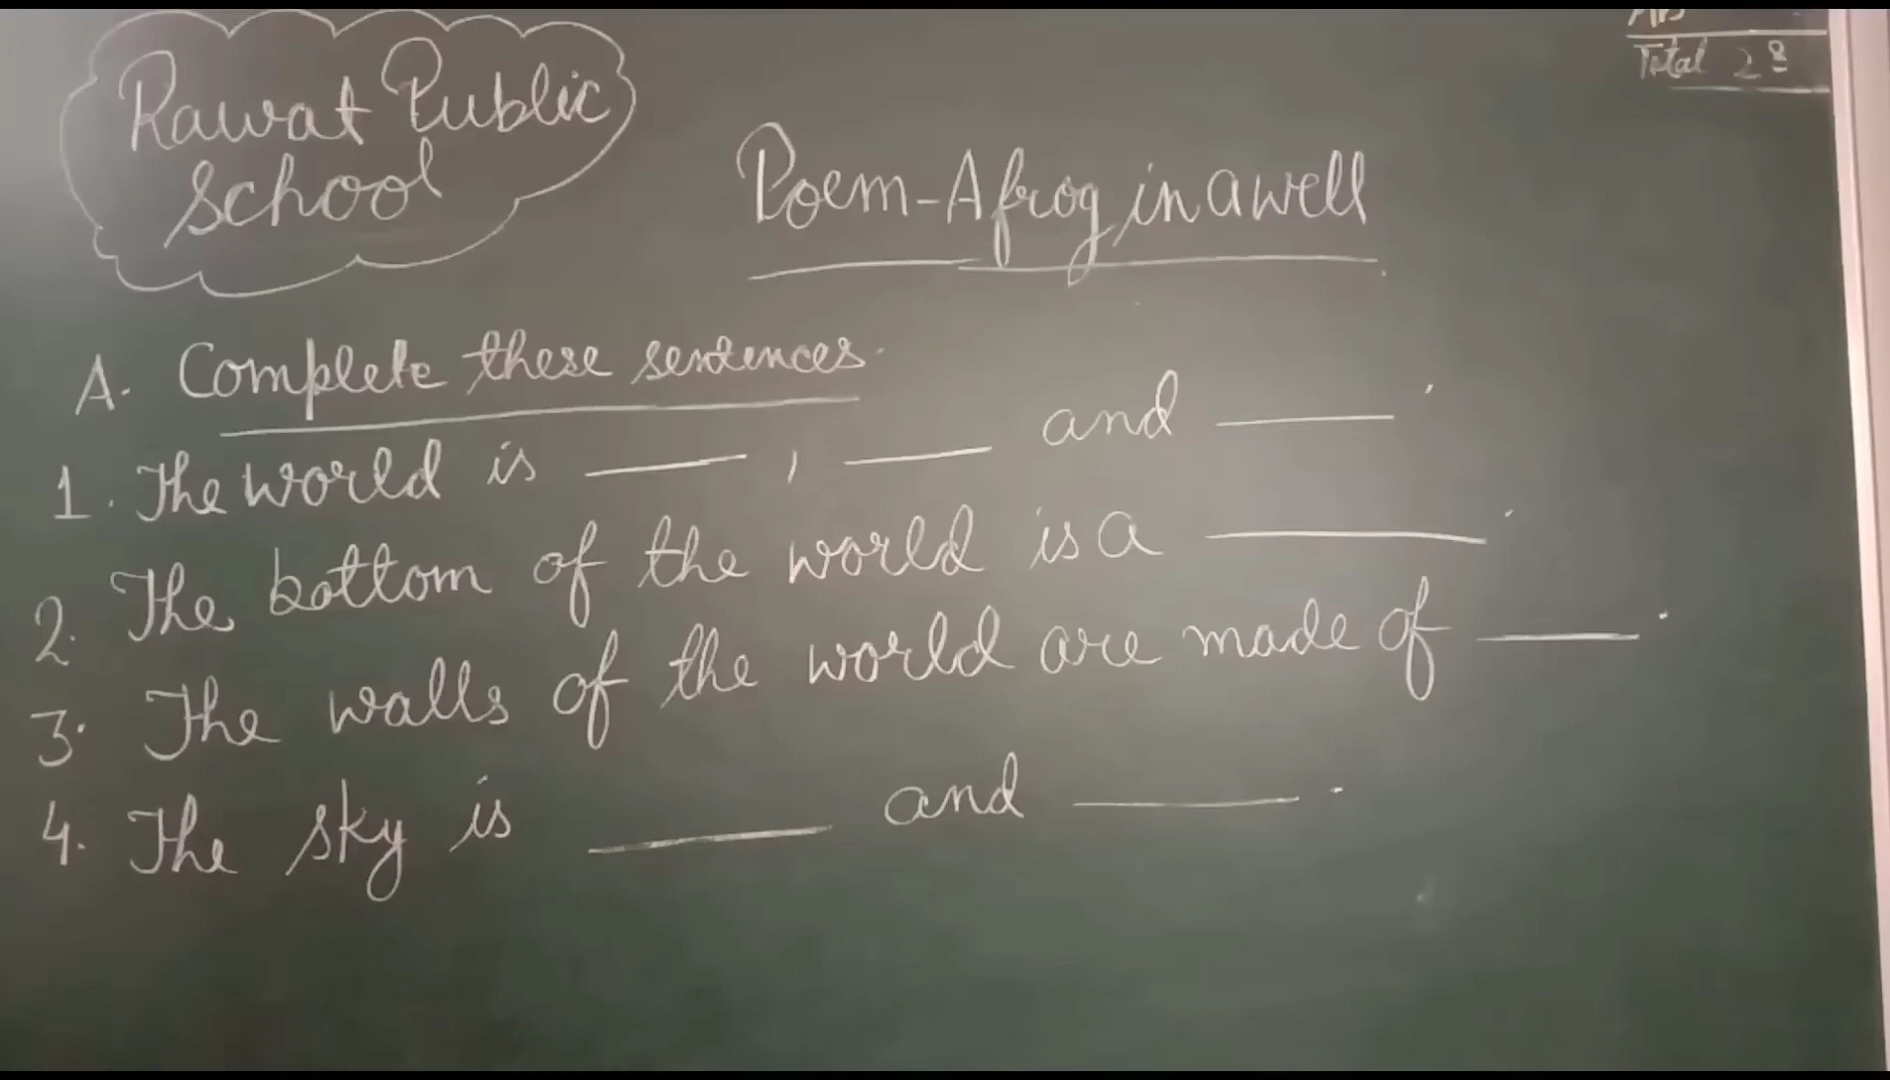 Rawat Public
School
Total 28
Poem-A frog in a well
A. Complete these sentences.
1. The world is ____ , ____ and ____.
2. The bottom of the world is a ____.
3. The walls of the world are made of ____.
4. The sky is ____ and ____.